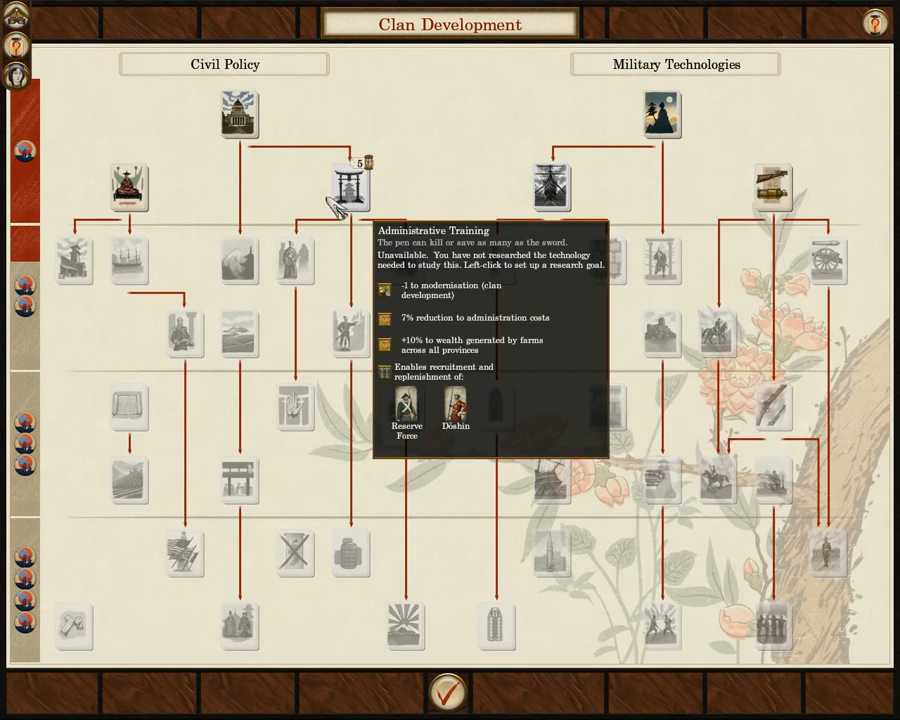 Clan Development
Civil Policy
Military Technologies
5
Administrative Training
The pen can kill or save as many as the sword.
Unavailable. You have not researched the technology
needed to study this. Left-click to set up a research goal.
-1 to modernisation (clan
development)
7% reduction to administration costs
+10% to wealth generated by farms
across all provinces
Enables recruitment and
replenishment of:
Reserve
Force
Dōshin